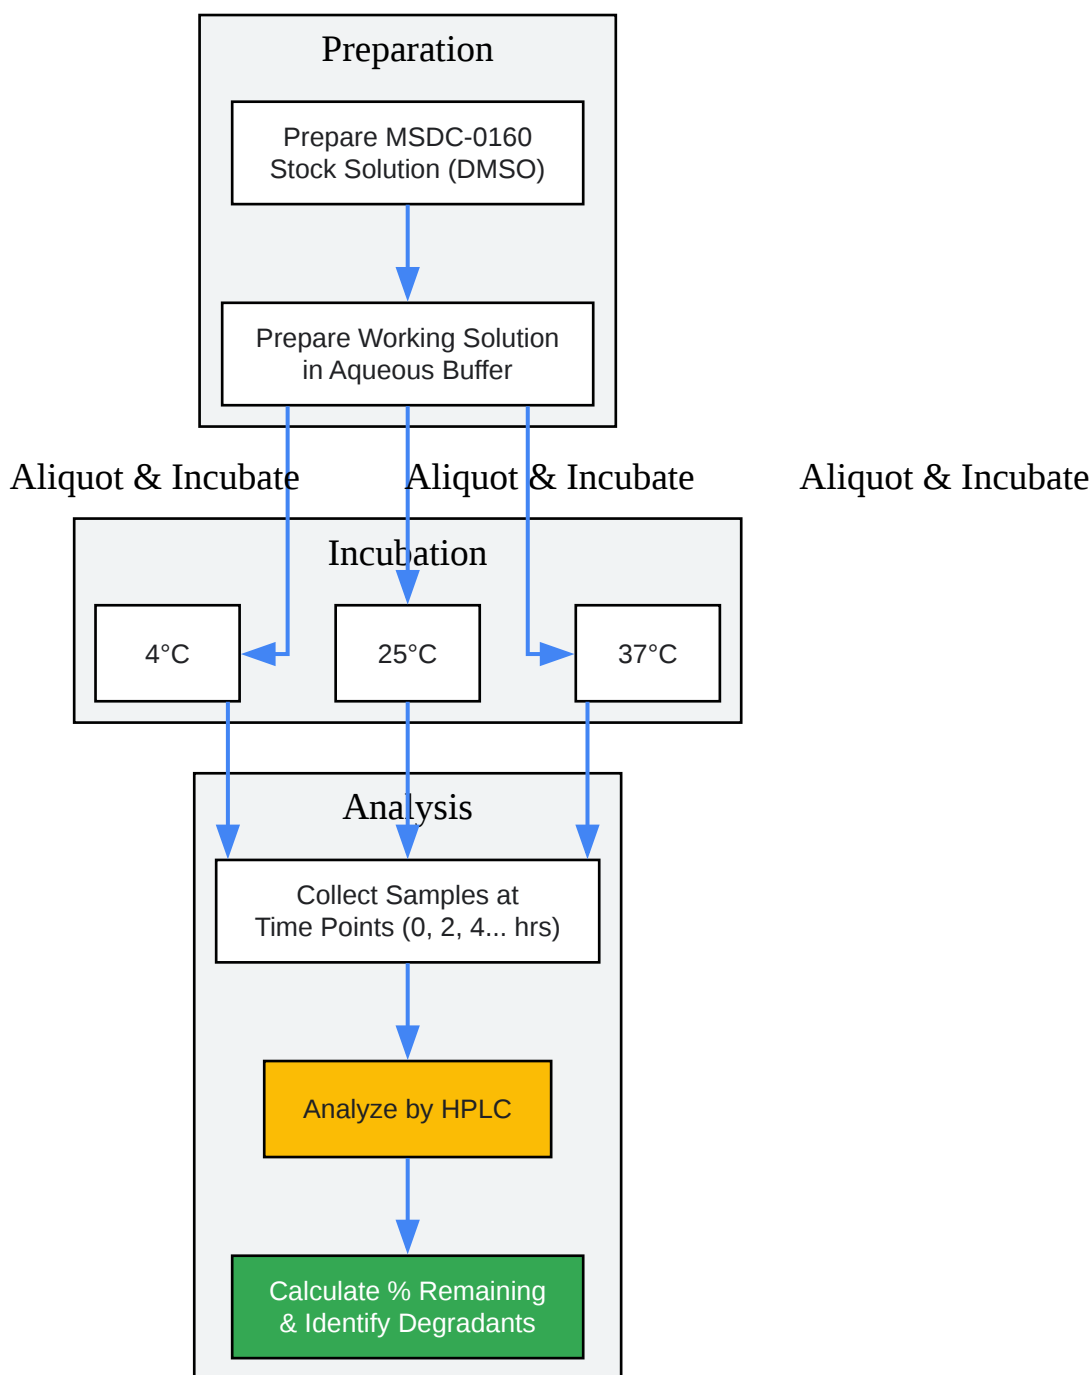 Preparation
Prepare MSDC-0160
Stock Solution (DMSO)
Prepare Working Solution
in Aqueous Buffer
Aliquot & Incubate
Aliquot & Incubate
Aliquot & Incubate
Incubation
4°C
25°C
37°C
Analysis
Collect Samples at
Time Points (0, 2, 4... hrs)
Analyze by HPLC
Calculate % Remaining
& Identify Degradants